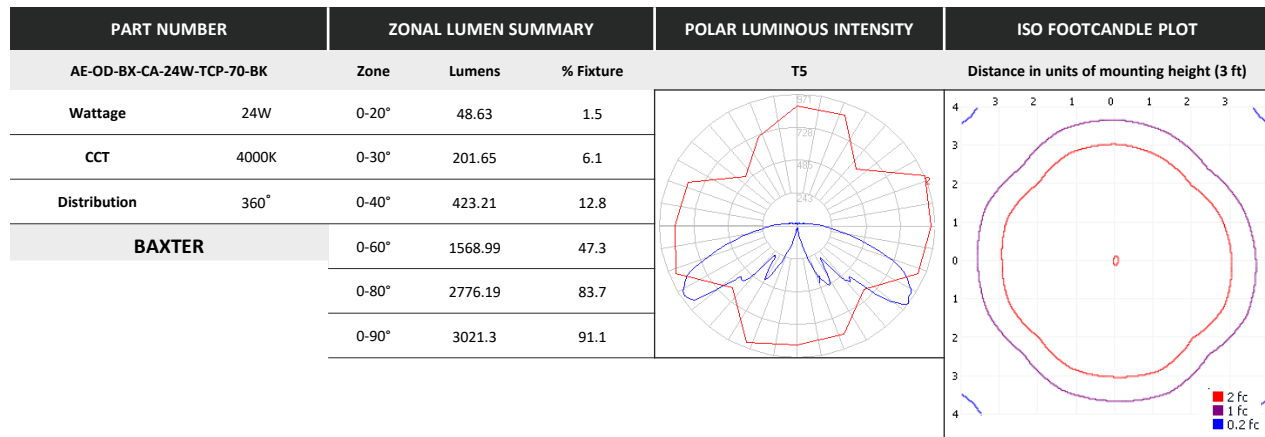 PART NUMBER ZONAL LUMEN SUMMARY POLAR LUMINOUS INTENSITY ISO FOOTCANDLE PLOT
AE-OD-BX-CA-24W-TCP-70-BK Zone Lumens % Fixture T5 Distance in units of mounting height (3 ft)
Wattage 24W 0-20° 48.63 1.5
CCT 4000K 0-30° 201.65 6.1
Distribution 360° 0-40° 423.21 12.8
BAXTER 0-60° 1568.99 47.3
0-80° 2776.19 83.7
0-90° 3021.3 91.1
971
728
485
243
2
1
3 2 1 0 1 2 3
4
3
2
1
0
1
2
3
4
2 fc
1 fc
0.2 fc